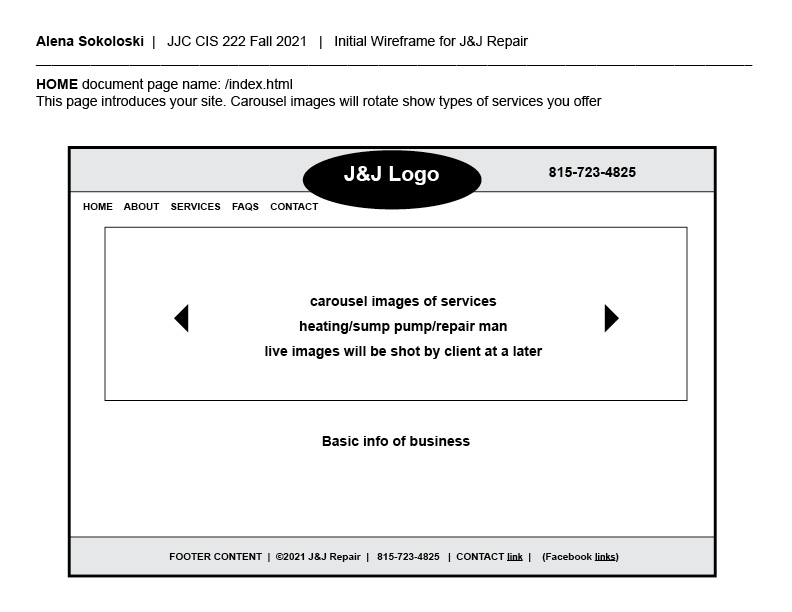 Alena Sokoloski | JJC CIS 222 Fall 2021 | Initial Wireframe for J&J Repair
HOME document page name: /index.html
This page introduces your site. Carousel images will rotate show types of services you offer
J&J Logo
815-723-4825
HOME ABOUT SERVICES FAQS CONTACT
carousel images of services
heating/sump pump/repair man
live images will be shot by client at a later
Basic info of business
FOOTER CONTENT | ©2021 J&J Repair | 815-723-4825 | CONTACT link | (Facebook links)